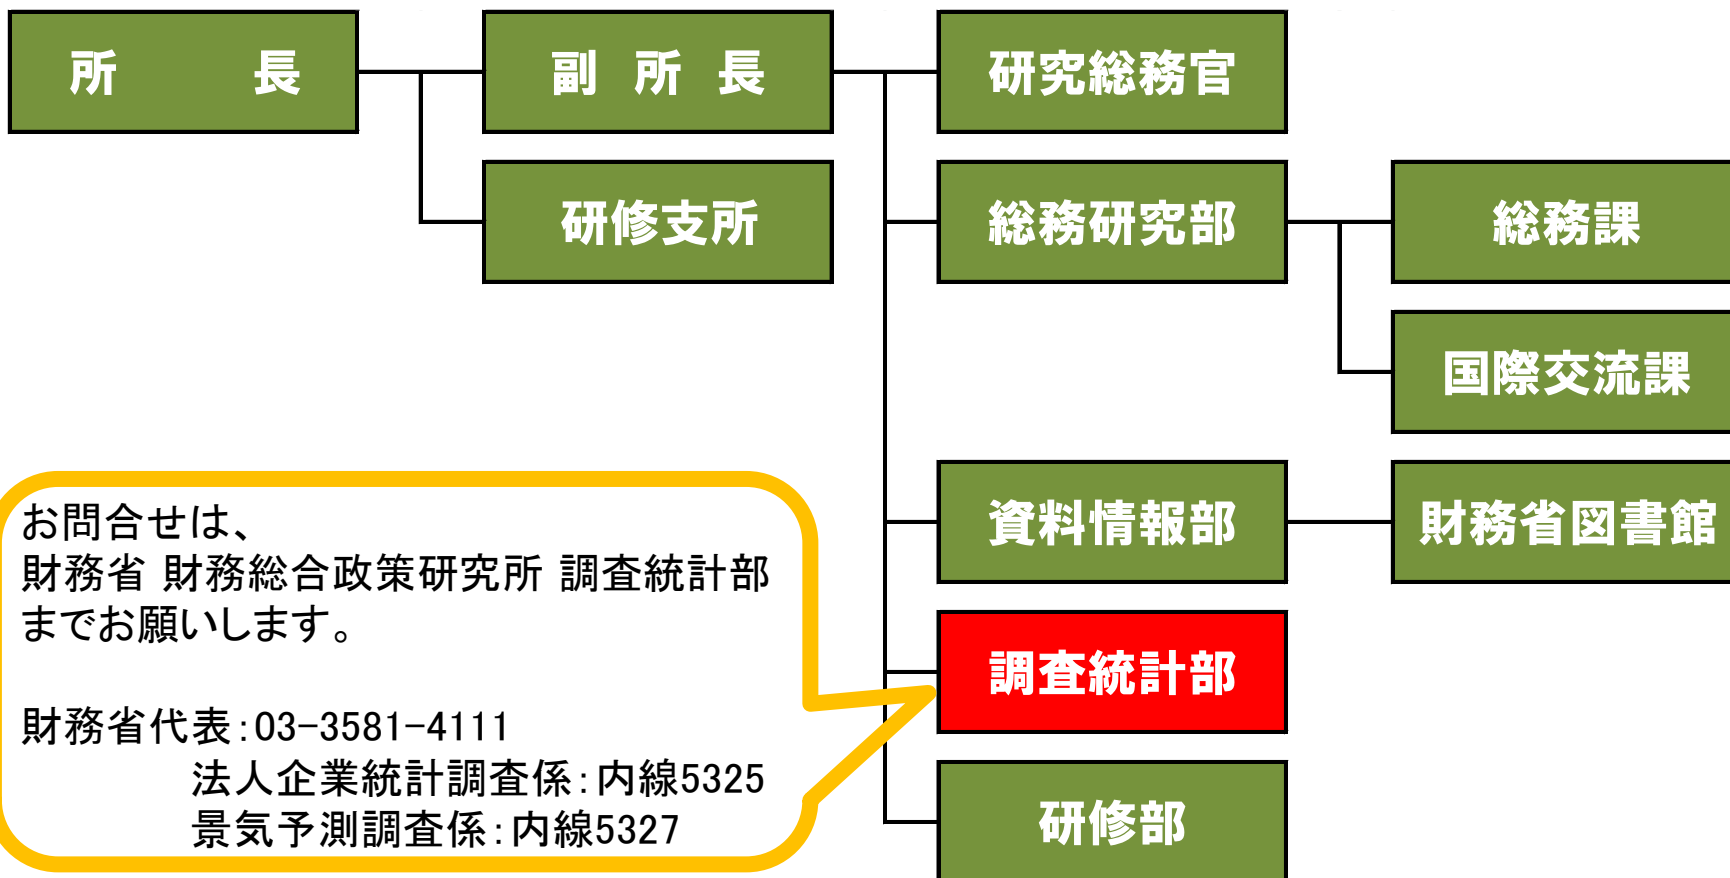 所 長
副 所 長
研究総務官
研修支所
総務研究部
総務課
国際交流課
資料情報部
財務省図書館
調査統計部
研修部
お問合せは、
財務省 財務総合政策研究所 調査統計部
までお願いします。
財務省代表:03-3581-4111
法人企業統計調査係:内線5325
景気予測調査係:内線5327